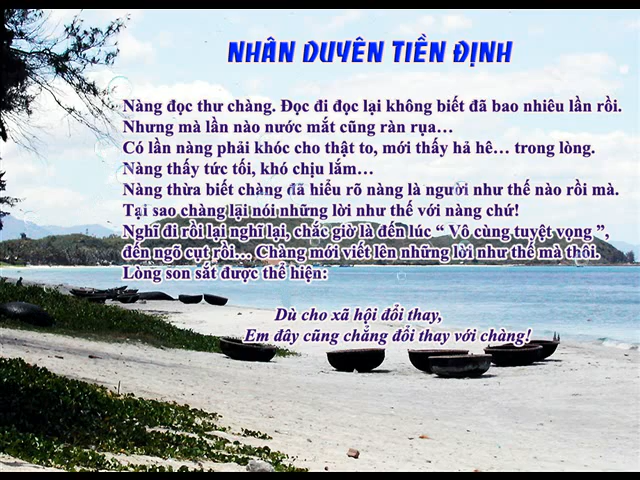 NHÂN DUYÊN TIỀN ĐỊNH
Nàng đọc thư chàng. Đọc đi đọc lại không biết đã bao nhiêu lần rồi.
Nhưng mà lần nào nước mắt cũng ràn rụa…
Có lần nàng phải khóc cho thật to, mới thấy hả hê… trong lòng.
Nàng thấy tức tối, khó chịu lắm…
Nàng thừa biết chàng đã hiểu rõ nàng là người như thế nào rồi mà.
Tại sao chàng lại nói những lời như thế với nàng chứ!
Nghĩ đi rồi lại nghĩ lại, chắc giờ là đến lúc “ Vô cùng tuyệt vọng ”,
đến ngõ cụt rồi… Chàng mới viết lên những lời như thế mà thôi.
Lòng son sắt được thể hiện:
Dù cho xã hội đổi thay,
Em đây cũng chẳng đổi thay với chàng!